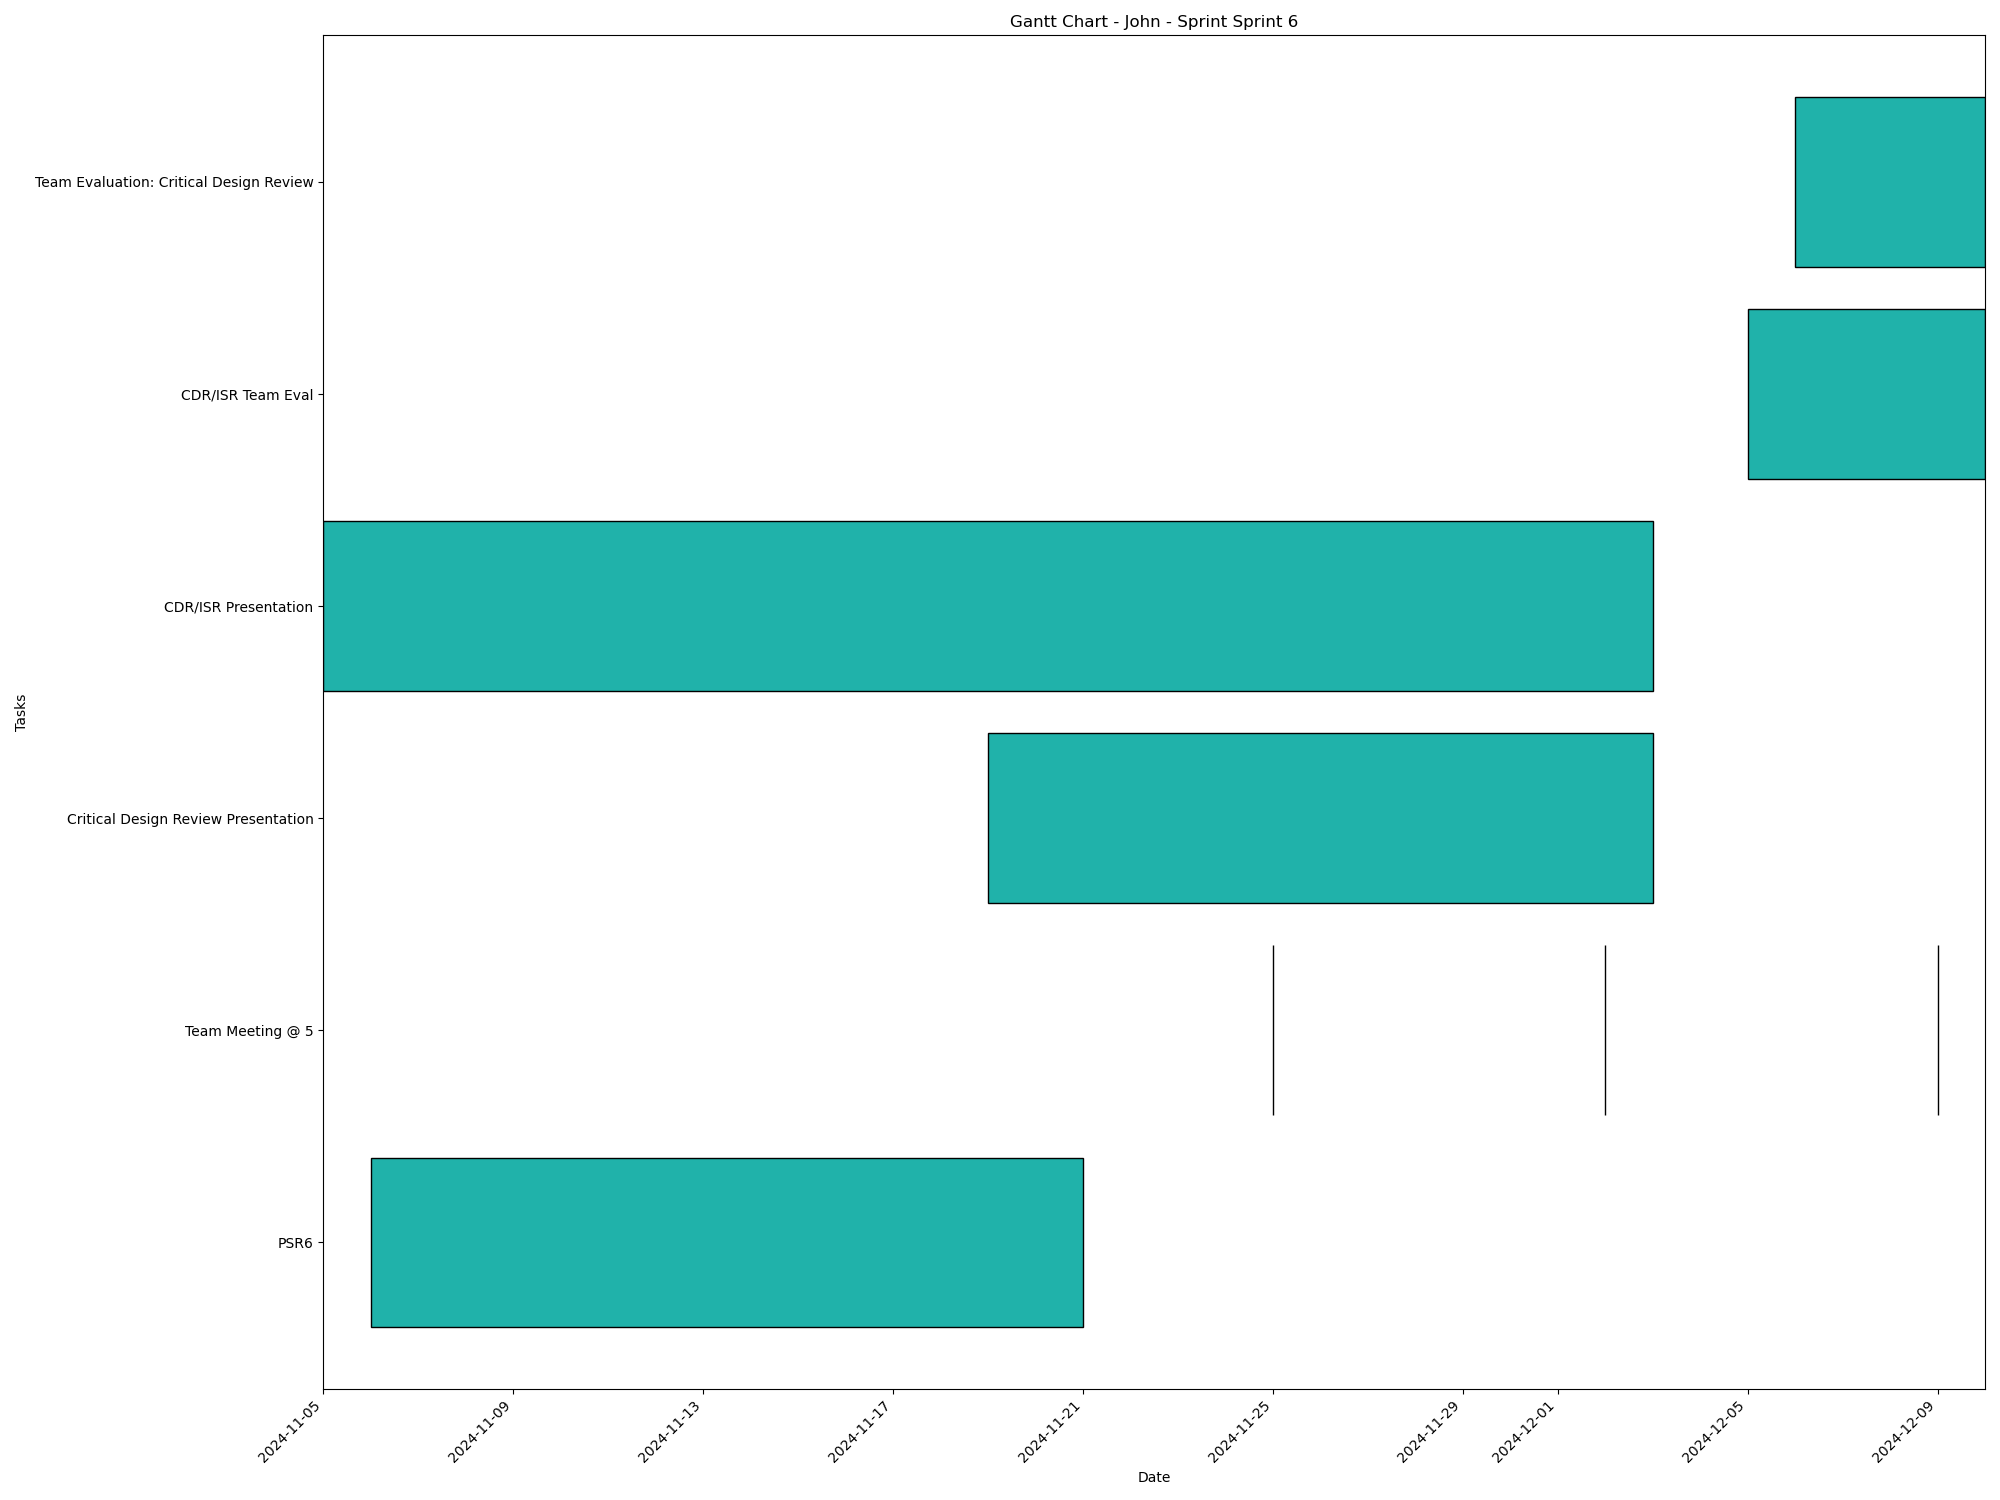 Gantt Chart - John - Sprint Sprint 6
Team Evaluation: Critical Design Review
CDR/ISR Team Eval
CDR/ISR Presentation
Critical Design Review Presentation
Team Meeting @ 5
PSR6
Tasks
2024-11-05
2024-11-09
2024-11-13
2024-11-17
2024-11-21
2024-11-25
2024-11-29
2024-12-01
2024-12-05
2024-12-09
Date